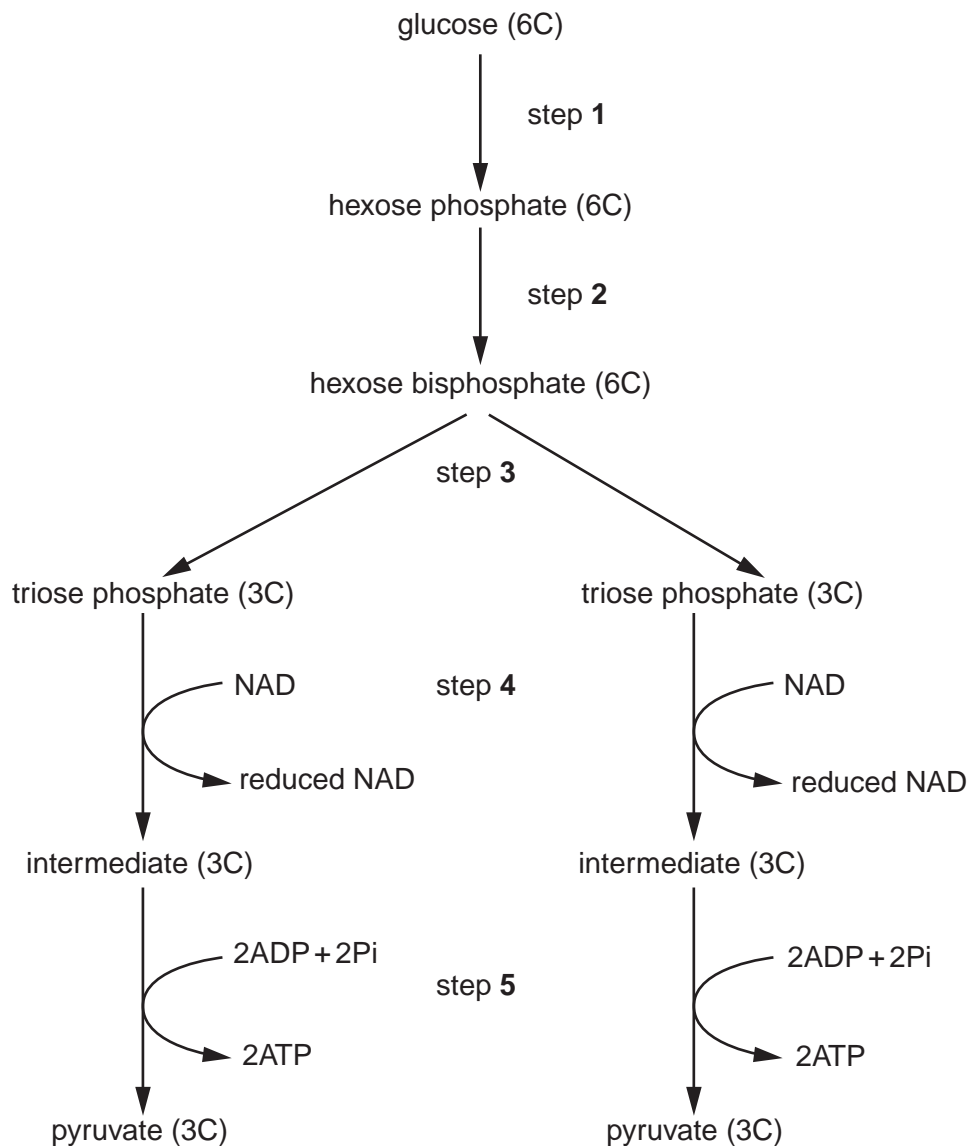 glucose (6C)
step 1
hexose phosphate (6C)
step 2
hexose bisphosphate (6C)
step 3
triose phosphate (3C) triose phosphate (3C)
NAD step 4 NAD
reduced NAD reduced NAD
intermediate (3C) intermediate (3C)
2ADP + 2Pi step 5 2ADP + 2Pi
2ATP 2ATP
pyruvate (3C) pyruvate (3C)